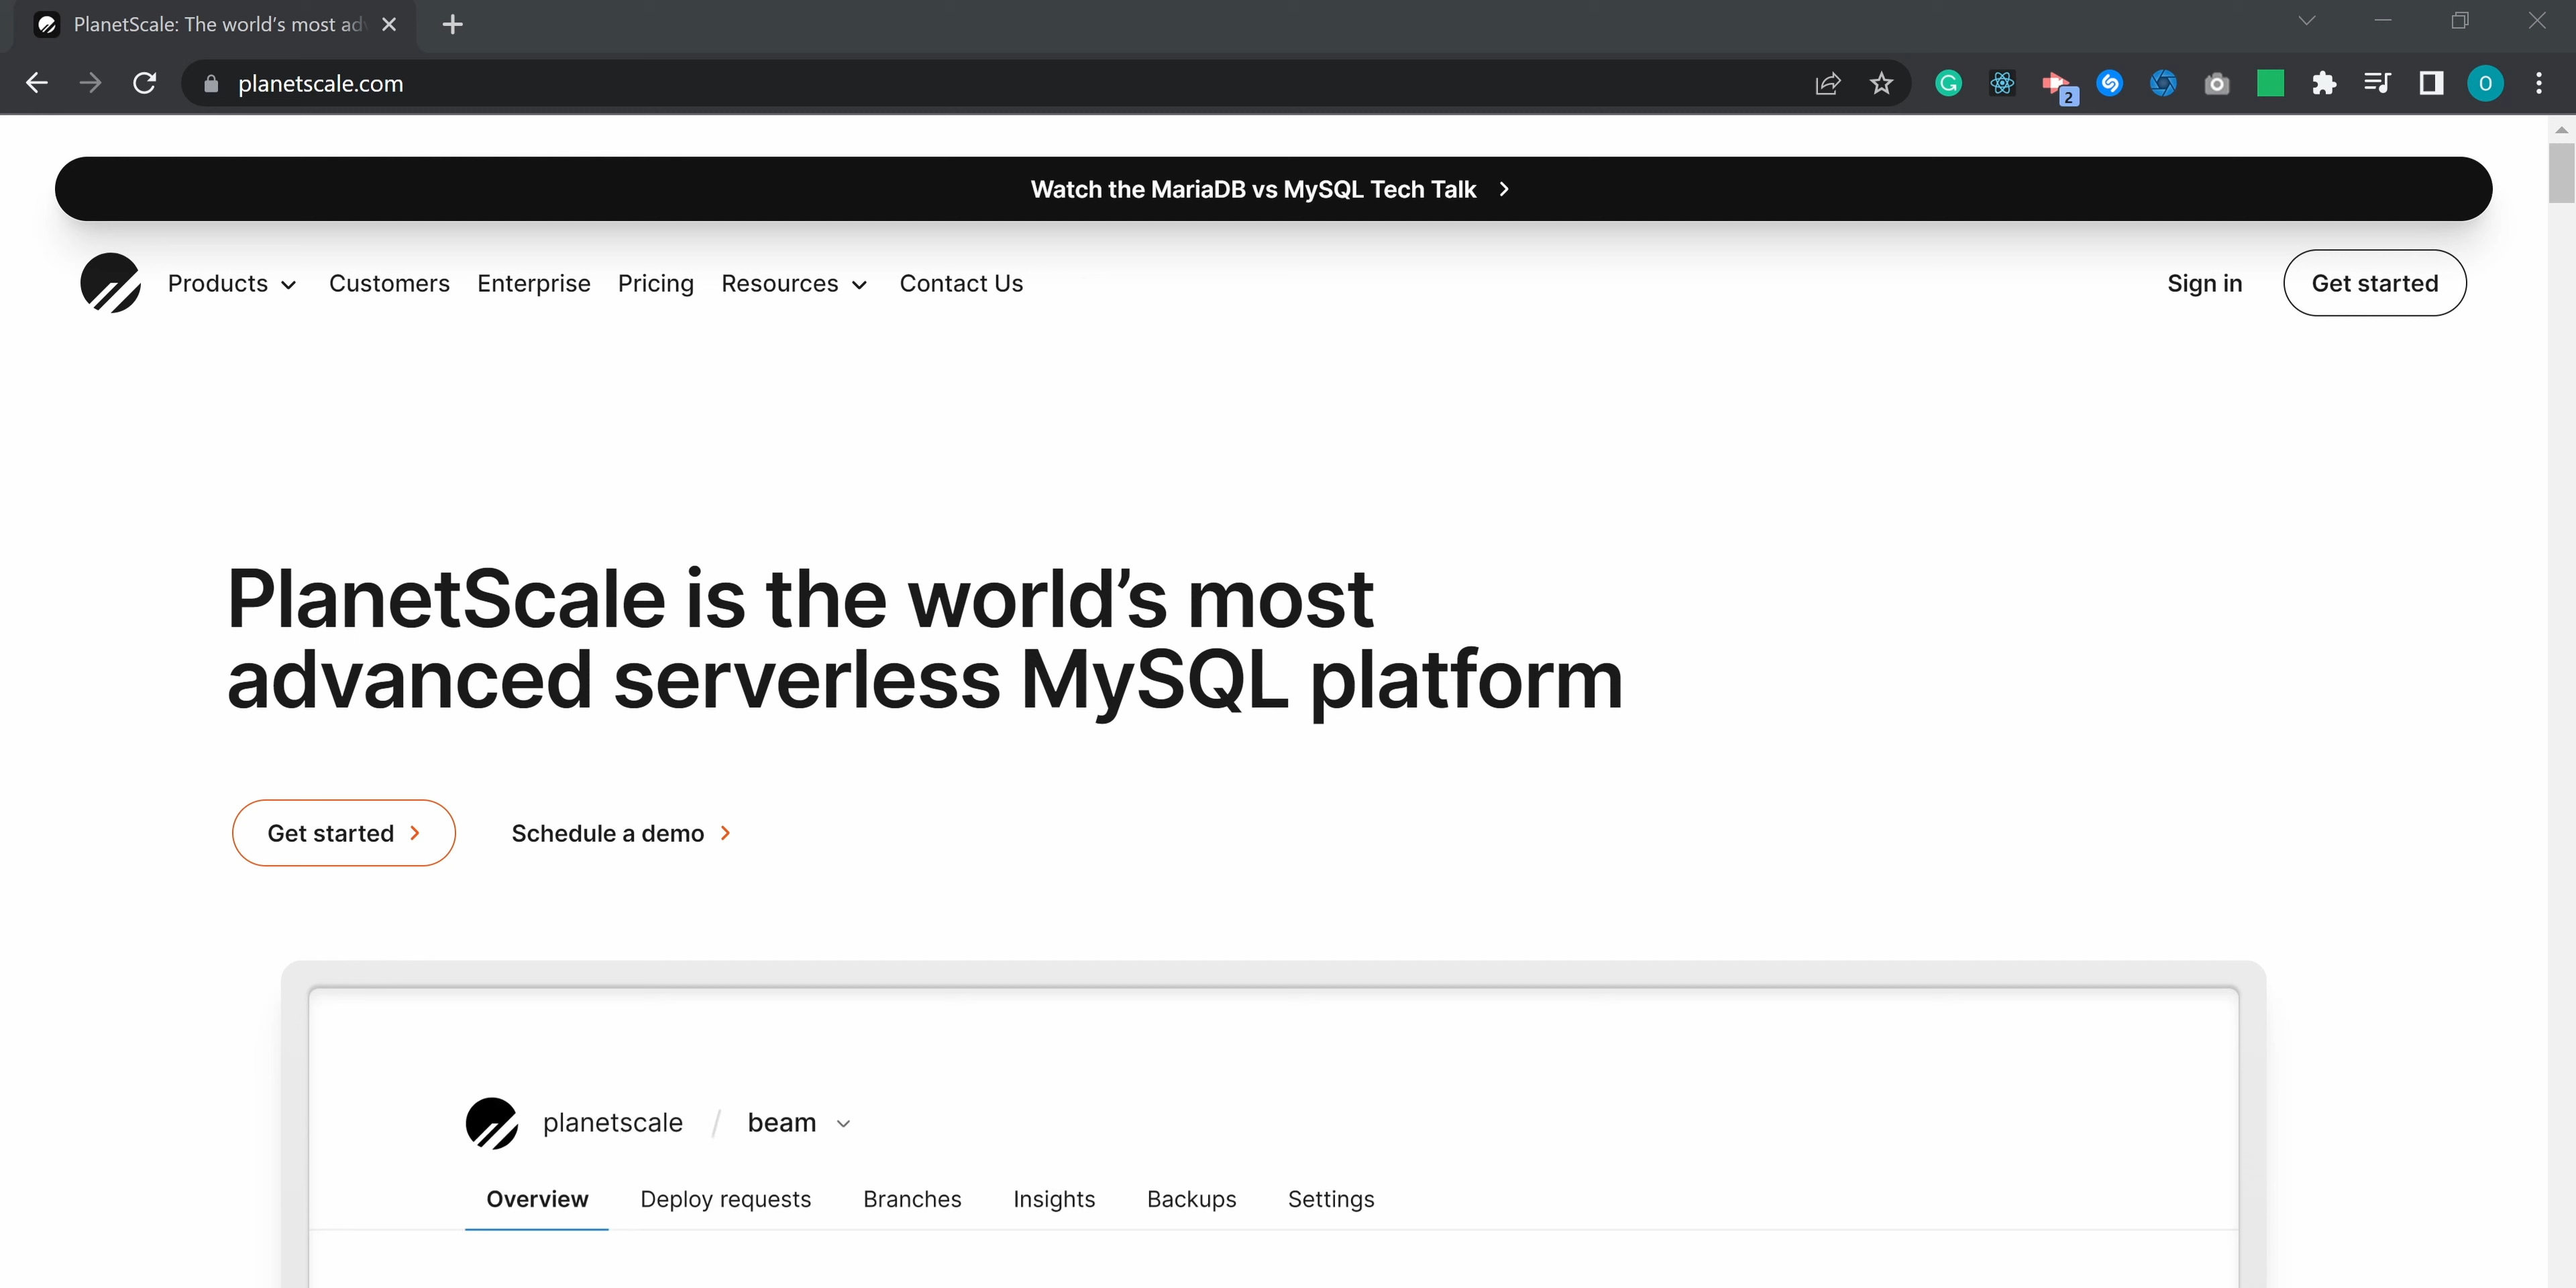 PlanetScale: The world's most ad
planetscale.com
2
O
Watch the MariaDB vs MySQL Tech Talk
Products Customers Enterprise Pricing Resources Contact Us Sign in Get started
PlanetScale is the world’s most
advanced serverless MySQL platform
Get started Schedule a demo
planetscale / beam
Overview Deploy requests Branches Insights Backups Settings